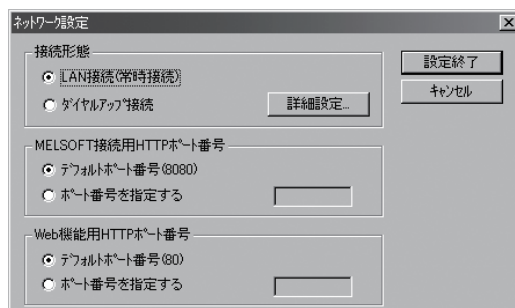 ネットワーク設定
接続形態
LAN接続(常時接続)
ダイヤルアップ接続
詳細設定...
設定終了
キャンセル
MELSOFT接続用HTTPポート番号
デフォルトポート番号(8080)
ポート番号を指定する
Web機能用HTTPポート番号
デフォルトポート番号(80)
ポート番号を指定する